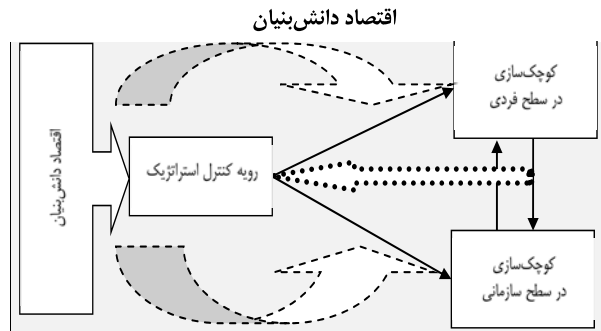 اقتصاد دانش‌بنیان
کوچک‌سازی
در سطح فردی
رویه کنترل استراتژیک
اقتصاد دانش‌بنیان
کوچک‌سازی
در سطح سازمانی